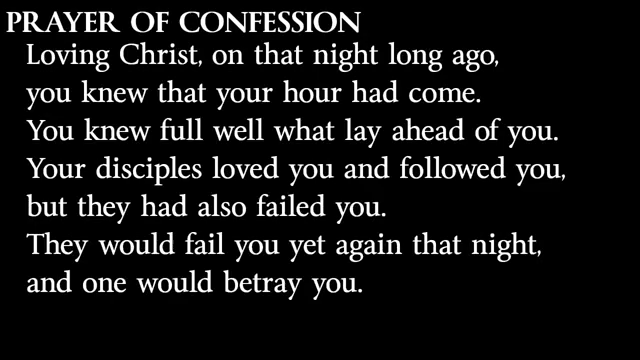 PRAYER OF CONFESSION
Loving Christ, on that night long ago,
you knew that your hour had come.
You knew full well what lay ahead of you.
Your disciples loved you and followed you,
but they had also failed you.
They would fail you yet again that night,
and one would betray you.